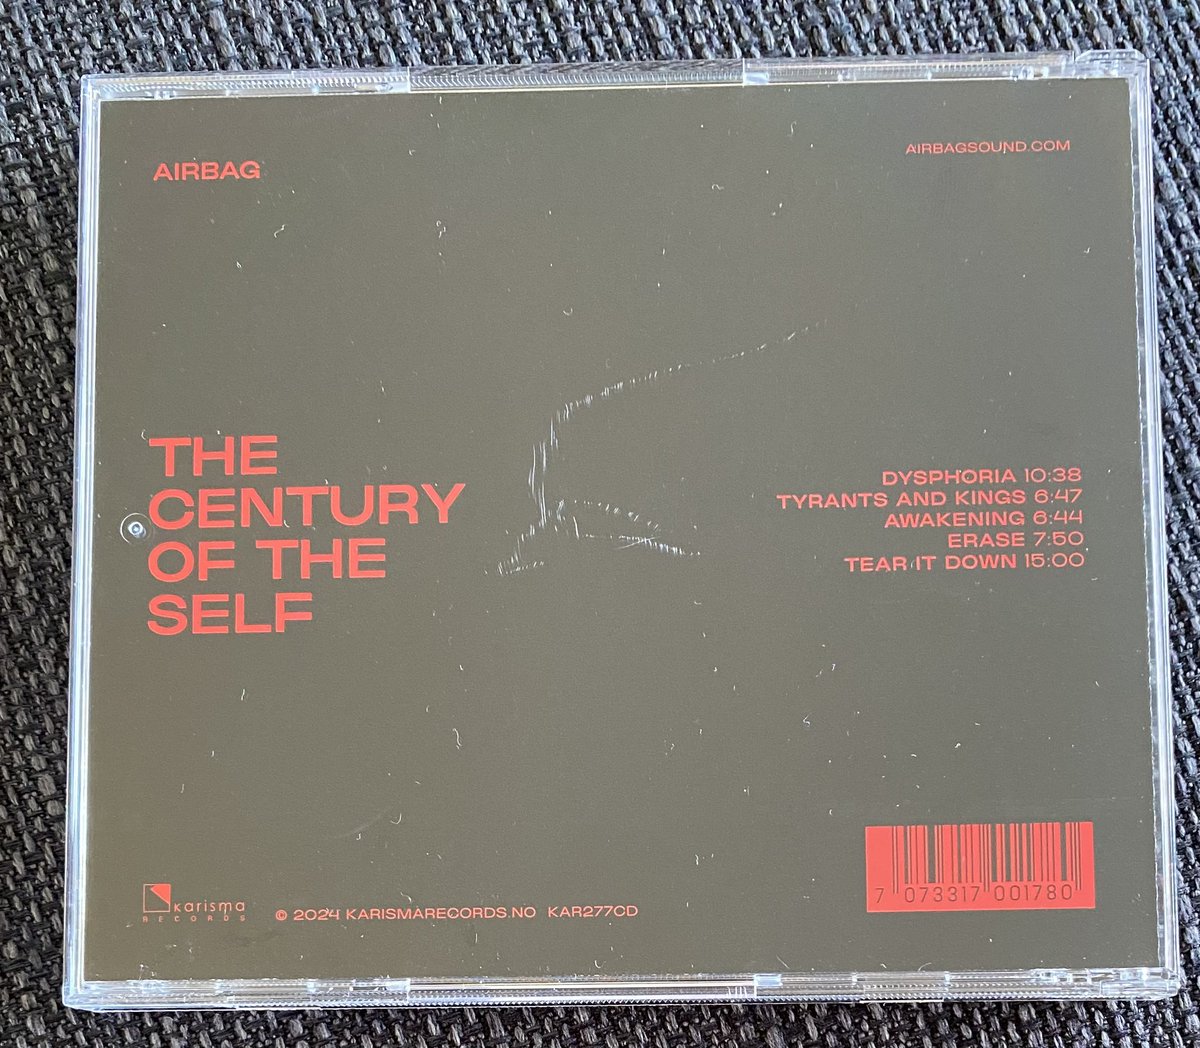 AIRBAG
AIRBAGSOUND.COM
THE
CENTURY
OF THE
SELF
DYSPHORIA 10:38
TYRANTS AND KINGS 6:47
AWAKENING 6:44
ERASE 7:50
TEAR IT DOWN 15:00
karisma
RECORDS
© 2024 KARISMARECORDS.NO KAR277CD
7 073317 001780